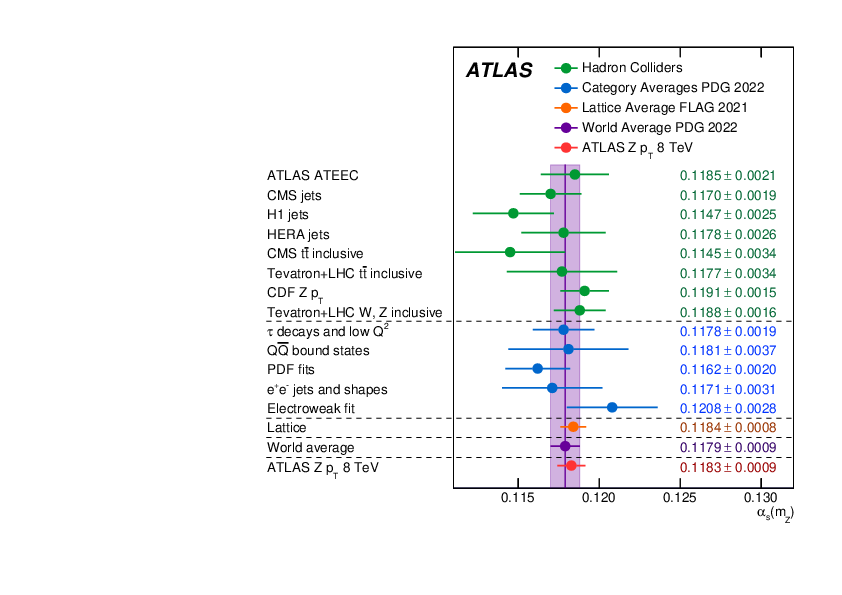 ATLAS
Hadron Colliders
Category Averages PDG 2022
Lattice Average FLAG 2021
World Average PDG 2022
ATLAS Z p_T 8 TeV
ATLAS ATEEC 0.1185 ± 0.0021
CMS jets 0.1170 ± 0.0019
H1 jets 0.1147 ± 0.0025
HERA jets 0.1178 ± 0.0026
CMS tt̄ inclusive 0.1145 ± 0.0034
Tevatron+LHC tt̄ inclusive 0.1177 ± 0.0034
CDF Z p_T 0.1191 ± 0.0015
Tevatron+LHC W, Z inclusive 0.1188 ± 0.0016
τ decays and low Q² 0.1178 ± 0.0019
QQ̄ bound states 0.1181 ± 0.0037
PDF fits 0.1162 ± 0.0020
e⁺e⁻ jets and shapes 0.1171 ± 0.0031
Electroweak fit 0.1208 ± 0.0028
Lattice 0.1184 ± 0.0008
World average 0.1179 ± 0.0009
ATLAS Z p_T 8 TeV 0.1183 ± 0.0009
0.115 0.120 0.125 0.130
α_s(m_Z)